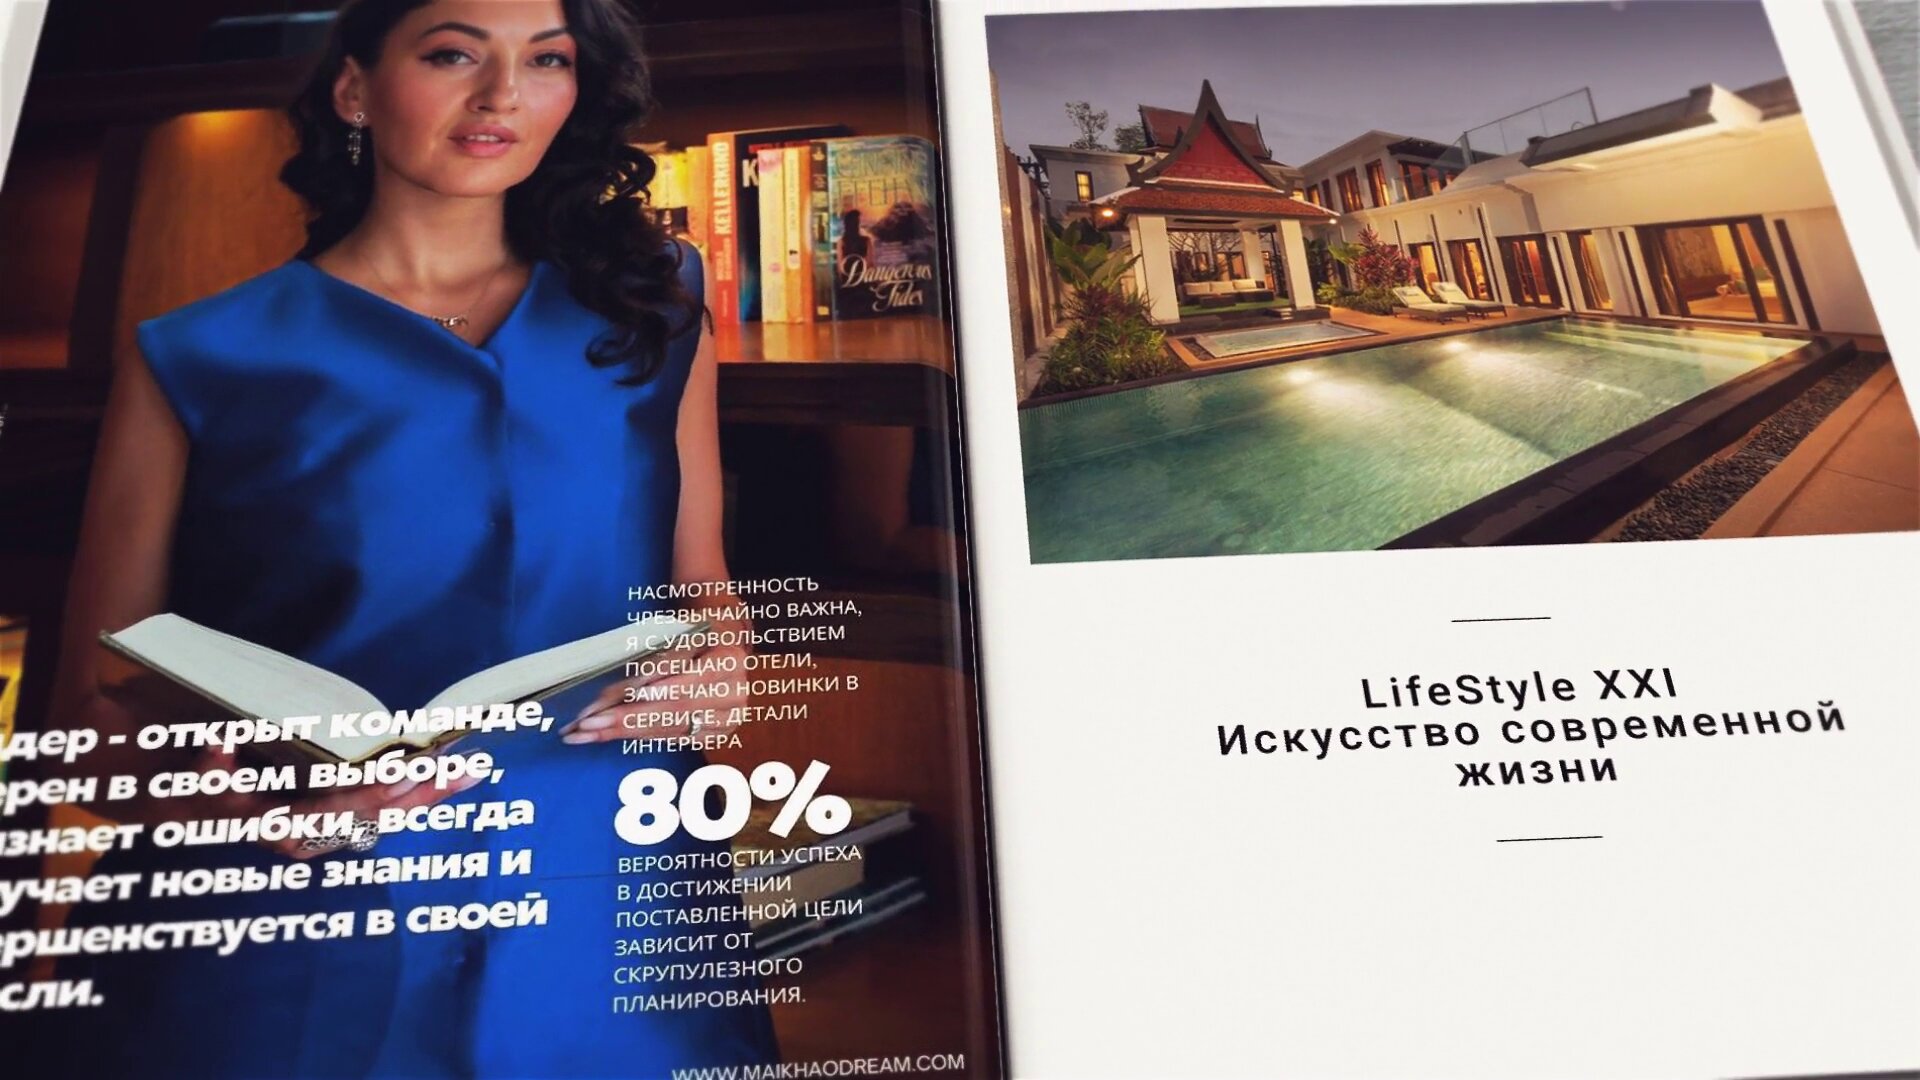 KELLERKIND
Dangerous
Tides
НАСМОТРЕННОСТЬ
ЧРЕЗВЫЧАЙНО ВАЖНА,
Я С УДОВОЛЬСТВИЕМ
ПОСЕЩАЮ ОТЕЛИ,
ЗАМЕЧАЮ НОВИНКИ В
СЕРВИСЕ, ДЕТАЛИ
ИНТЕРЬЕРА
80%
ВЕРОЯТНОСТИ УСПЕХА
В ДОСТИЖЕНИИ
ПОСТАВЛЕННОЙ ЦЕЛИ
ЗАВИСИТ ОТ
СКРУПУЛЕЗНОГО
ПЛАНИРОВАНИЯ.
дер - открыт команде,
ерен в своем выборе,
изнает ошибки, всегда
учает новые знания и
ершенствуется в своей
сли.
WWW.MAIKHAODREAM.COM
LifeStyle XXI
Искусство современной
жизни